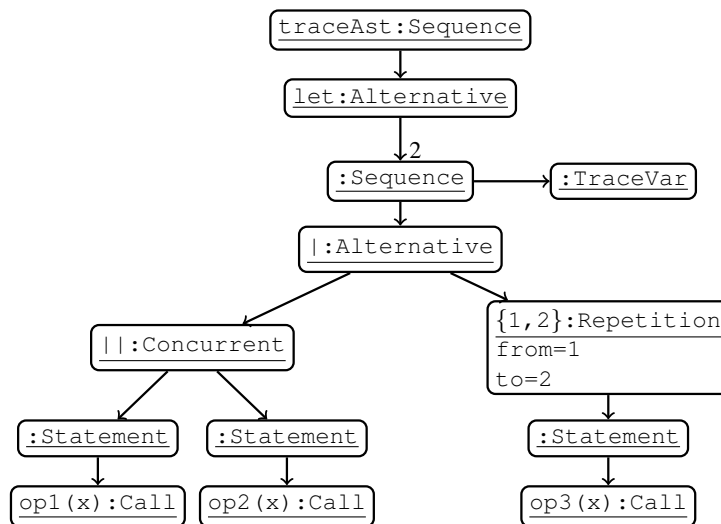 traceAst:Sequence
let:Alternative
2
:Sequence
:TraceVar
|:Alternative
||:Concurrent
{1,2}:Repetition
from=1
to=2
:Statement
:Statement
:Statement
op1(x):Call
op2(x):Call
op3(x):Call